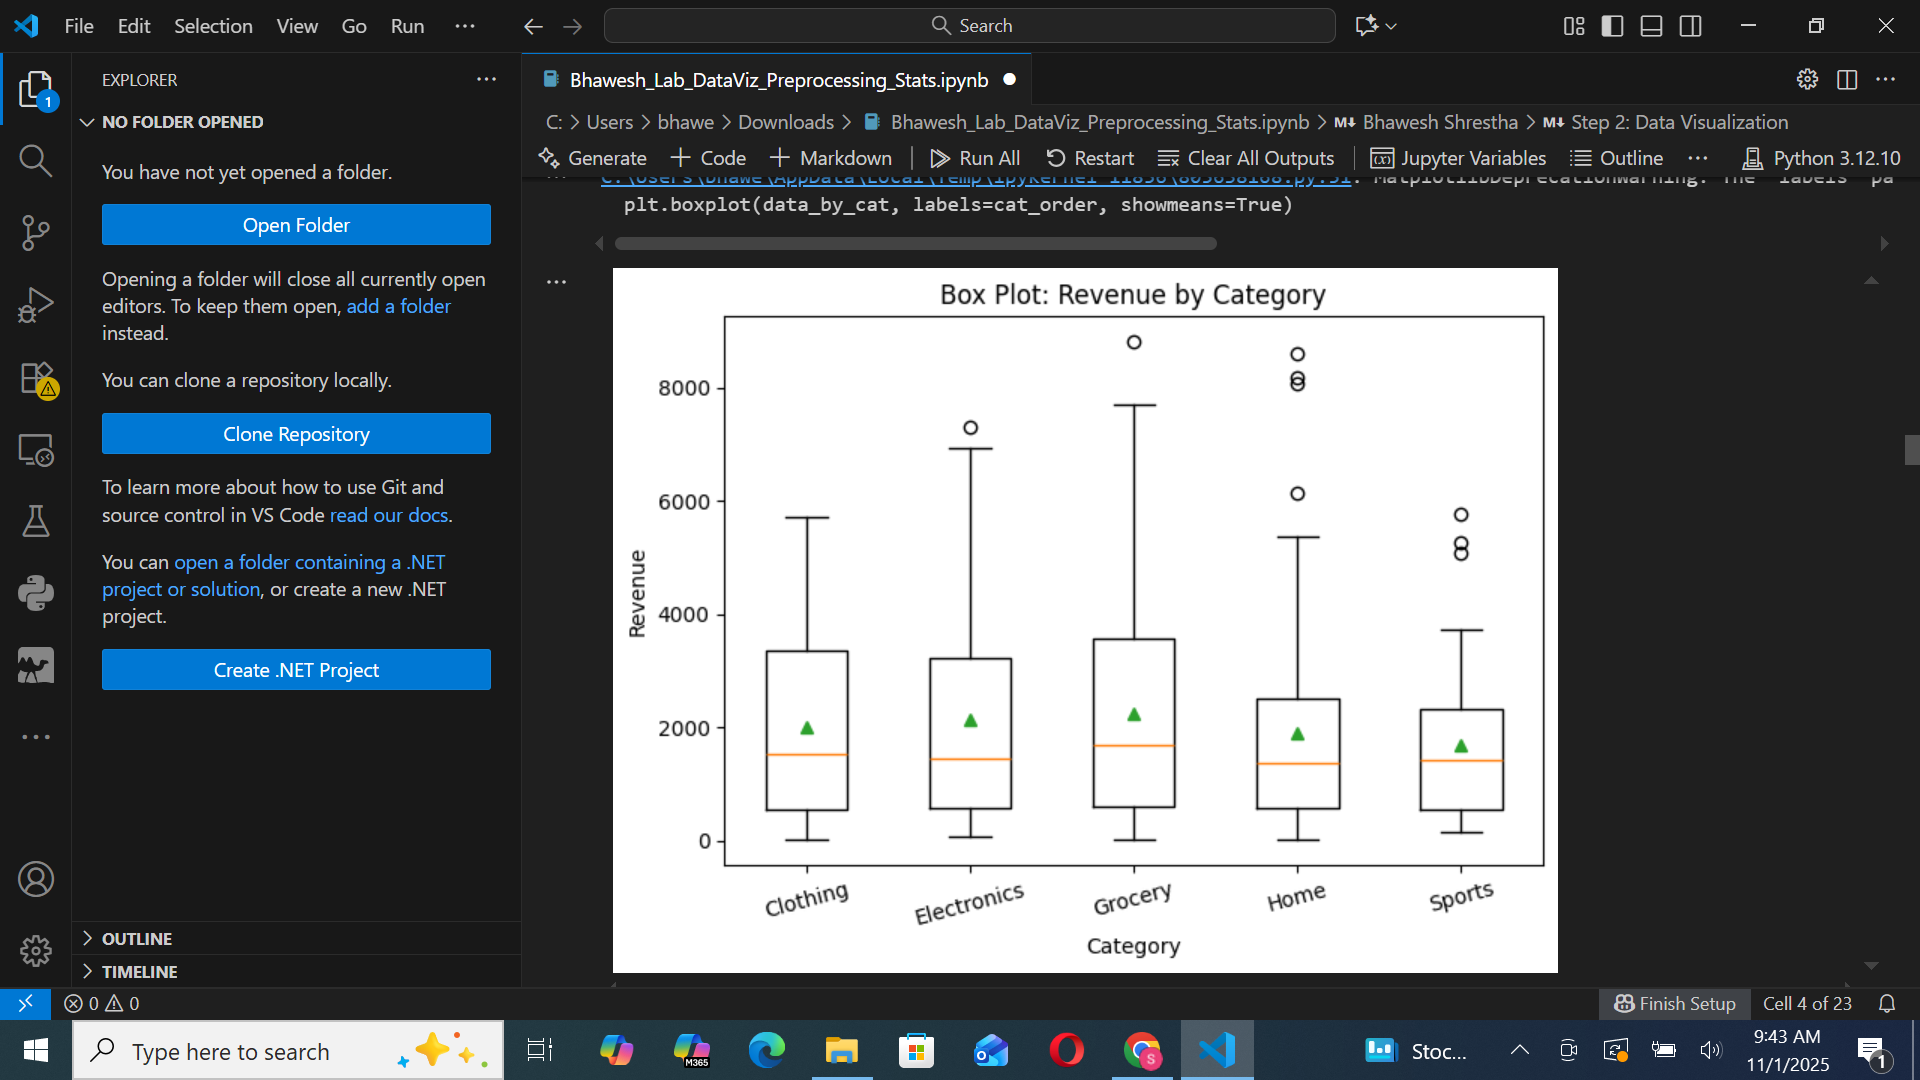 File Edit Selection View Go Run
Search
EXPLORER
NO FOLDER OPENED
You have not yet opened a folder.
Open Folder
Opening a folder will close all currently open
editors. To keep them open, add a folder
instead.
You can clone a repository locally.
Clone Repository
To learn more about how to use Git and
source control in VS Code read our docs.
You can open a folder containing a .NET
project or solution, or create a new .NET
project.
Create .NET Project
OUTLINE
TIMELINE
1
Bhawesh_Lab_DataViz_Preprocessing_Stats.ipynb
C: > Users > bhawe > Downloads > Bhawesh_Lab_DataViz_Preprocessing_Stats.ipynb > M↓ Bhawesh Shrestha > M↓ Step 2: Data Visualization
Generate + Code + Markdown | Run All Restart Clear All Outputs | Jupyter Variables Outline ... Python 3.12.10
plt.boxplot(data_by_cat, labels=cat_order, showmeans=True)
Box Plot: Revenue by Category
Revenue
8000
6000
4000
2000
0
Clothing Electronics Grocery Home Sports
Category
0 0
Finish Setup Cell 4 of 23
Type here to search
M365
S
Stoc...
9:43 AM
11/1/2025
1